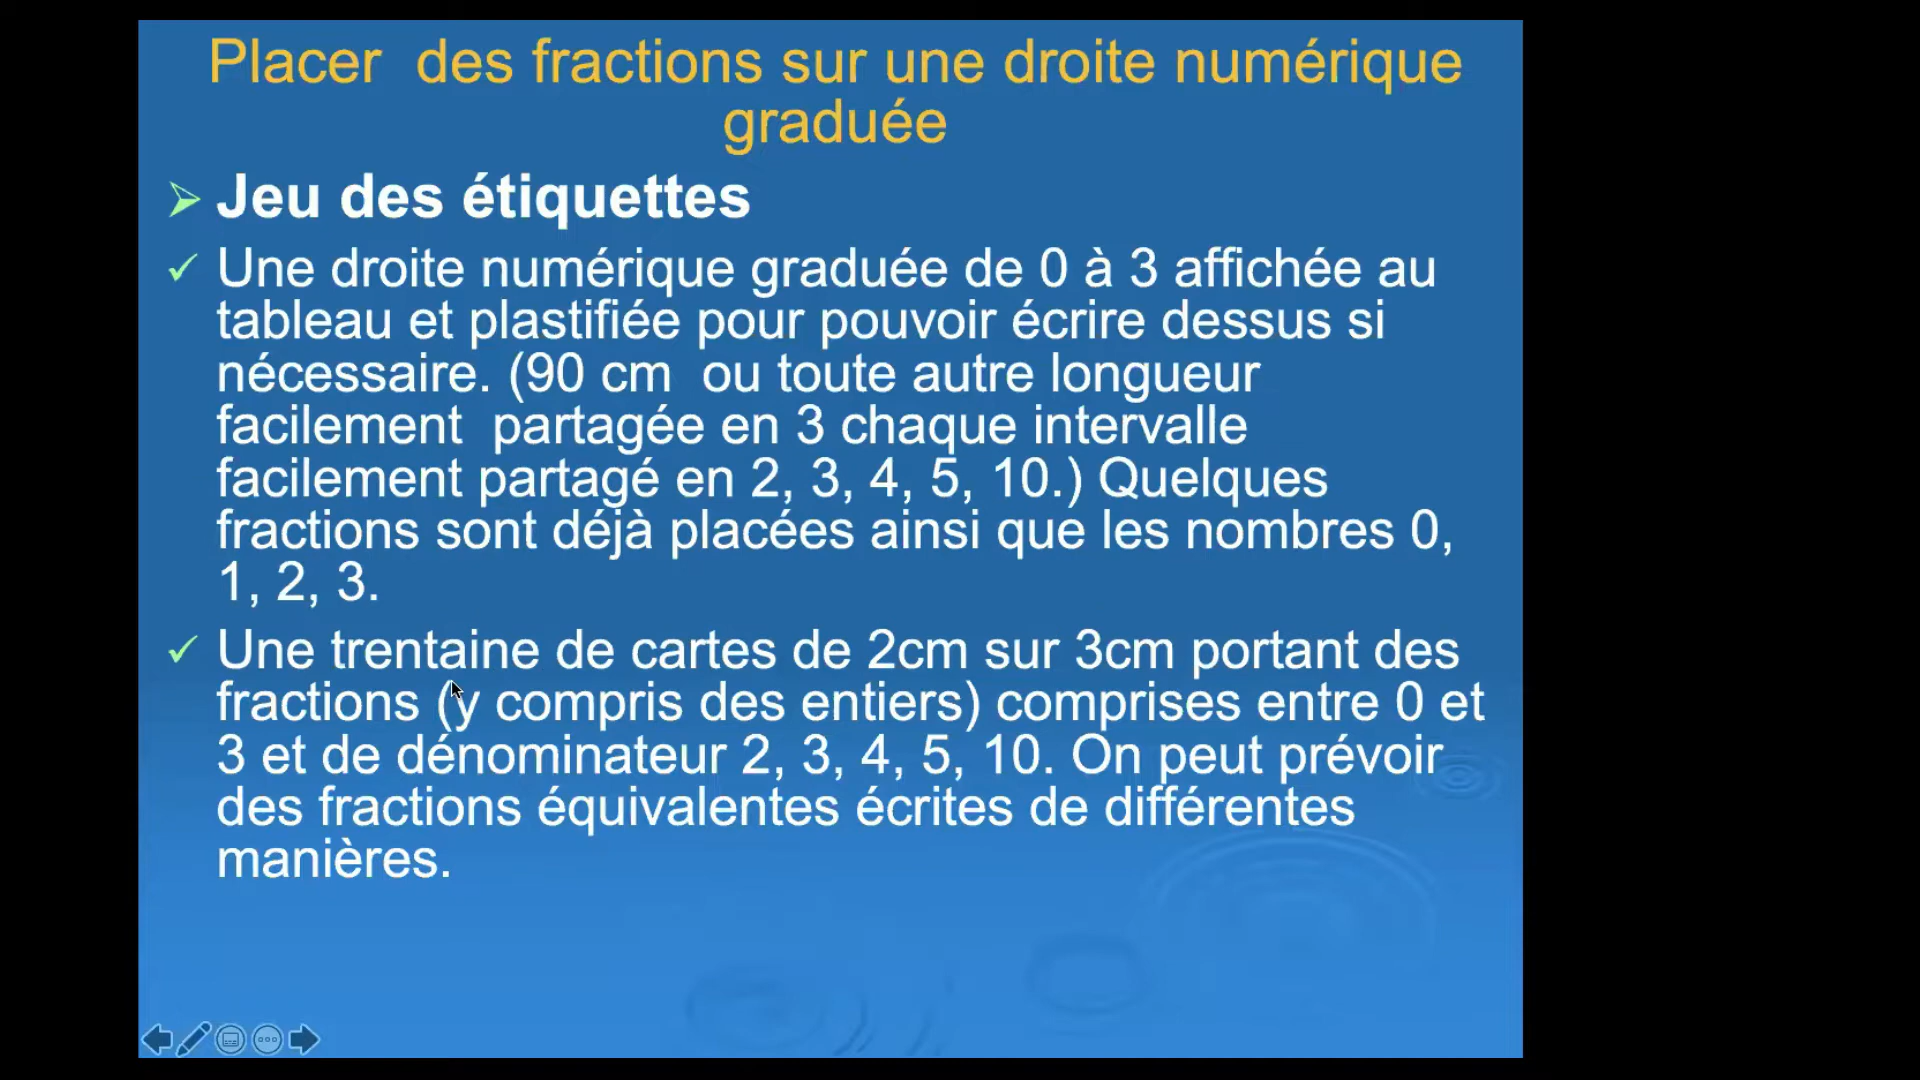 Placer  des fractions sur une droite numérique
graduée
Jeu des étiquettes
Une droite numérique graduée de 0 à 3 affichée au
tableau et plastifiée pour pouvoir écrire dessus si
nécessaire. (90 cm  ou toute autre longueur
facilement  partagée en 3 chaque intervalle
facilement partagé en 2, 3, 4, 5, 10.) Quelques
fractions sont déjà placées ainsi que les nombres 0,
1, 2, 3.
Une trentaine de cartes de 2cm sur 3cm portant des
fractions (y compris des entiers) comprises entre 0 et
3 et de dénominateur 2, 3, 4, 5, 10. On peut prévoir
des fractions équivalentes écrites de différentes
manières.